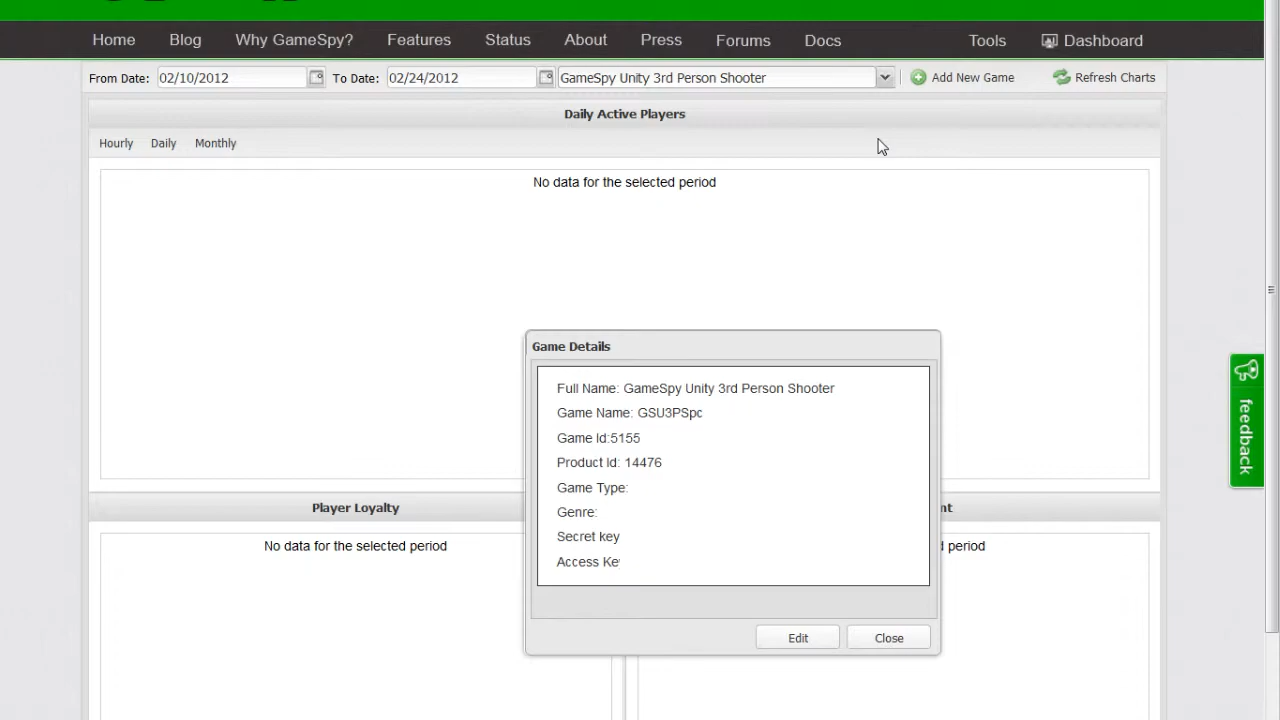 Home Blog Why GameSpy? Features Status About Press Forums Docs Tools Dashboard
From Date: 02/10/2012 To Date: 02/24/2012 GameSpy Unity 3rd Person Shooter Add New Game Refresh Charts
Daily Active Players
Hourly Daily Monthly
No data for the selected period
Game Details
Full Name: GameSpy Unity 3rd Person Shooter
Game Name: GSU3PSpc
Game Id:5155
Product Id: 14476
Game Type:
Genre:
Secret key
Access Key
Edit Close
Player Loyalty
No data for the selected period
nt
d period
feedback